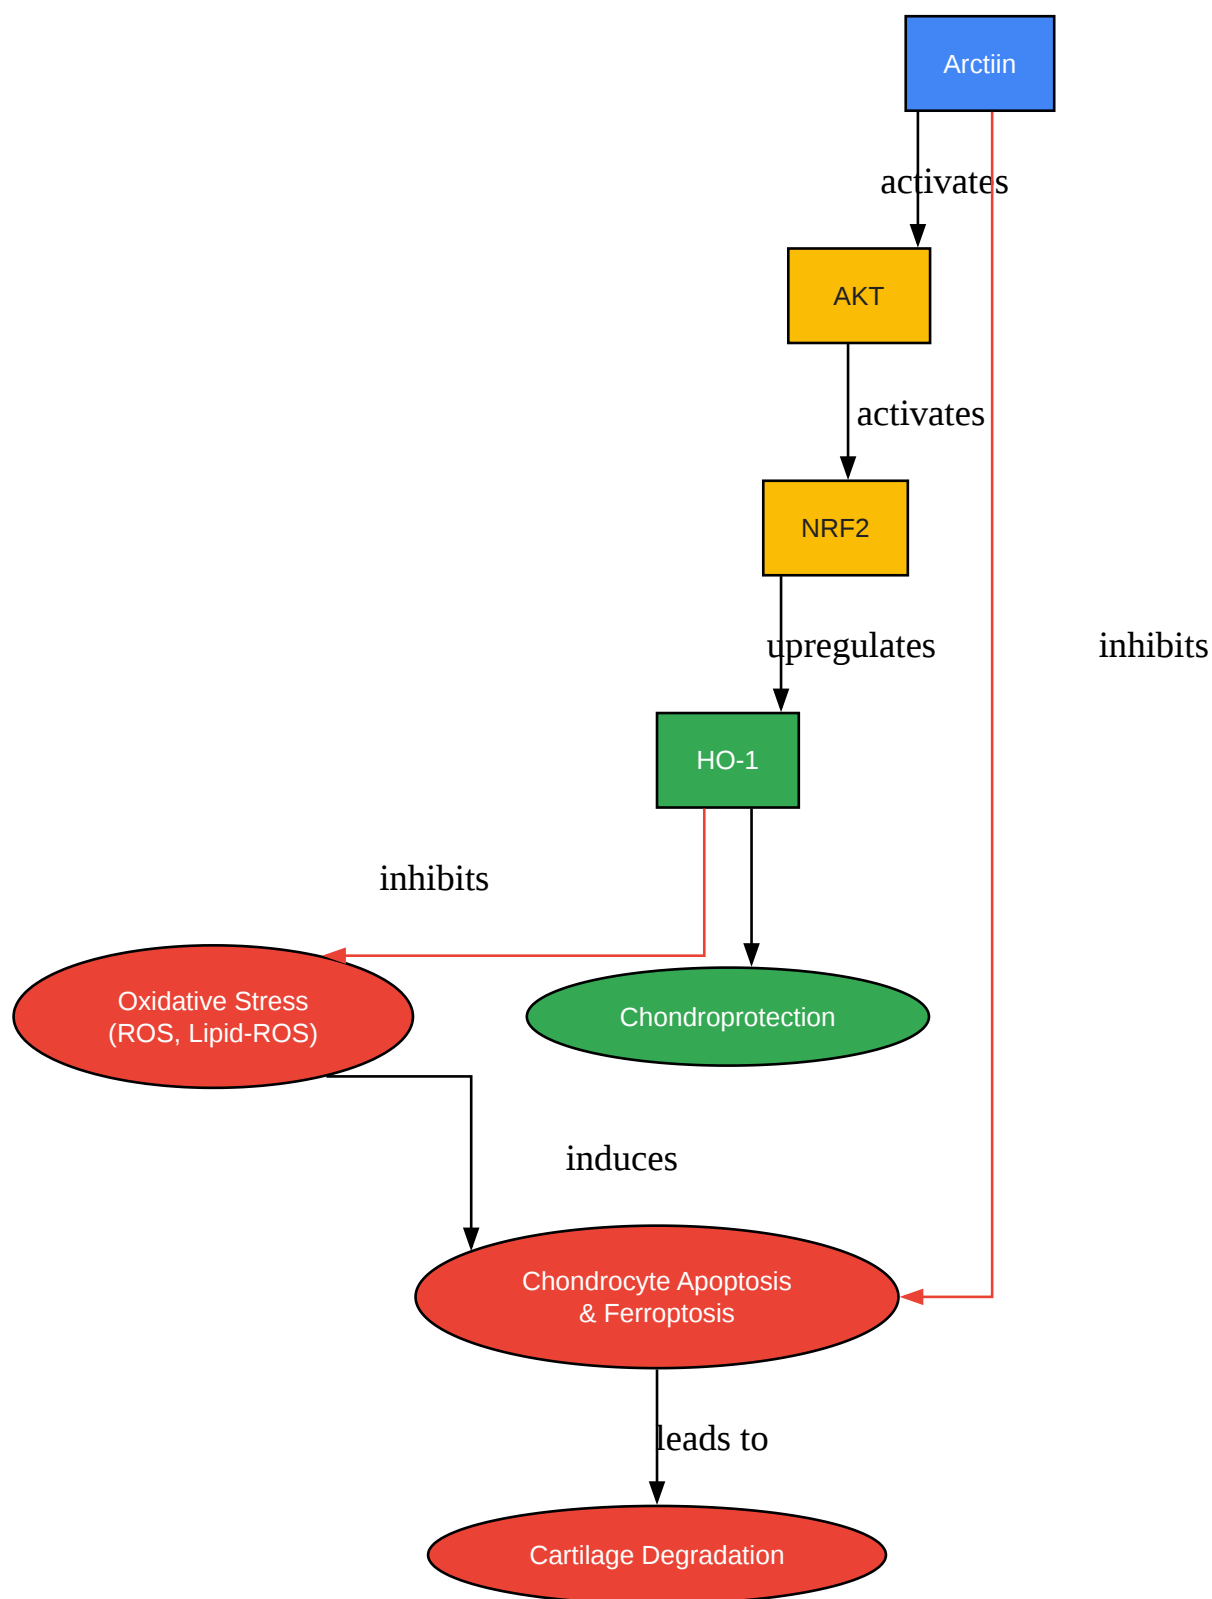 Arctiin
activates
AKT
activates
NRF2
upregulates
inhibits
HO-1
inhibits
Oxidative Stress
(ROS, Lipid-ROS)
Chondroprotection
induces
Chondrocyte Apoptosis
& Ferroptosis
leads to
Cartilage Degradation